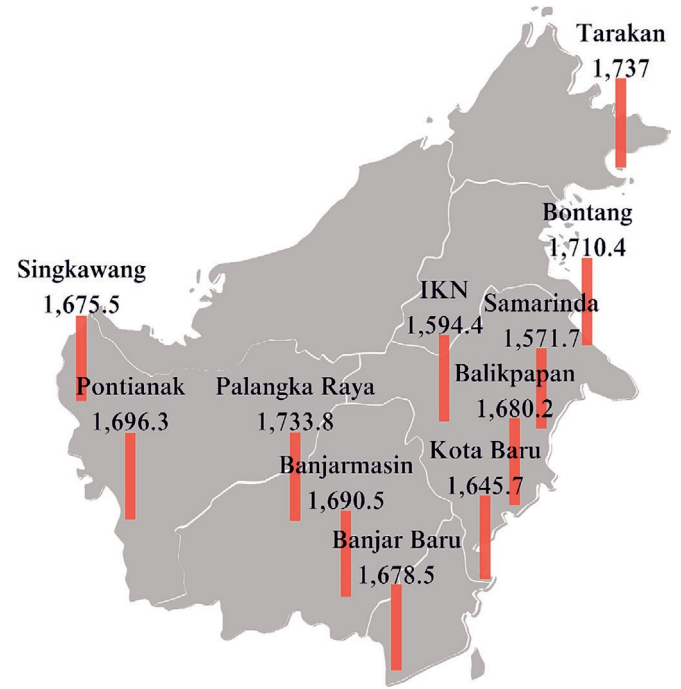 Tarakan
1,737
Bontang
1,710.4
Singkawang
1,675.5
IKN
1,594.4
Samarinda
1,571.7
Pontianak
1,696.3
Palangka Raya
1,733.8
Balikpapan
1,680.2
Banjarmasin
1,690.5
Kota Baru
1,645.7
Banjar Baru
1,678.5